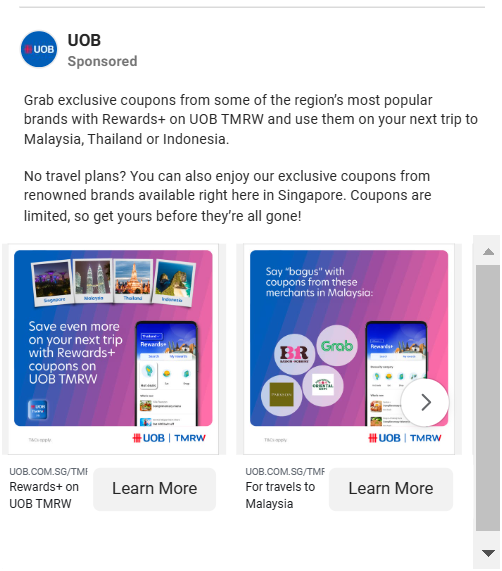 UOB
UOB
Sponsored
Grab exclusive coupons from some of the region's most popular
brands with Rewards+ on UOB TMRW and use them on your next trip to
Malaysia, Thailand or Indonesia.
No travel plans? You can also enjoy our exclusive coupons from
renowned brands available right here in Singapore. Coupons are
limited, so get yours before they're all gone!
Singapore
Malaysia
Thailand
Indonesia
Save even more
on your next trip
with Rewards+
coupons on
UOB TMRW
Rewards+
T&Cs apply.
UOB | TMRW
Say "bagus" with
coupons from these
merchants in Malaysia:
BR
Grab
ORIENTAL
Rewards+
T&Cs apply.
UOB | TMRW
UOB.COM.SG/TMR
Rewards+ on
UOB TMRW
Learn More
UOB.COM.SG/TMR
For travels to
Malaysia
Learn More